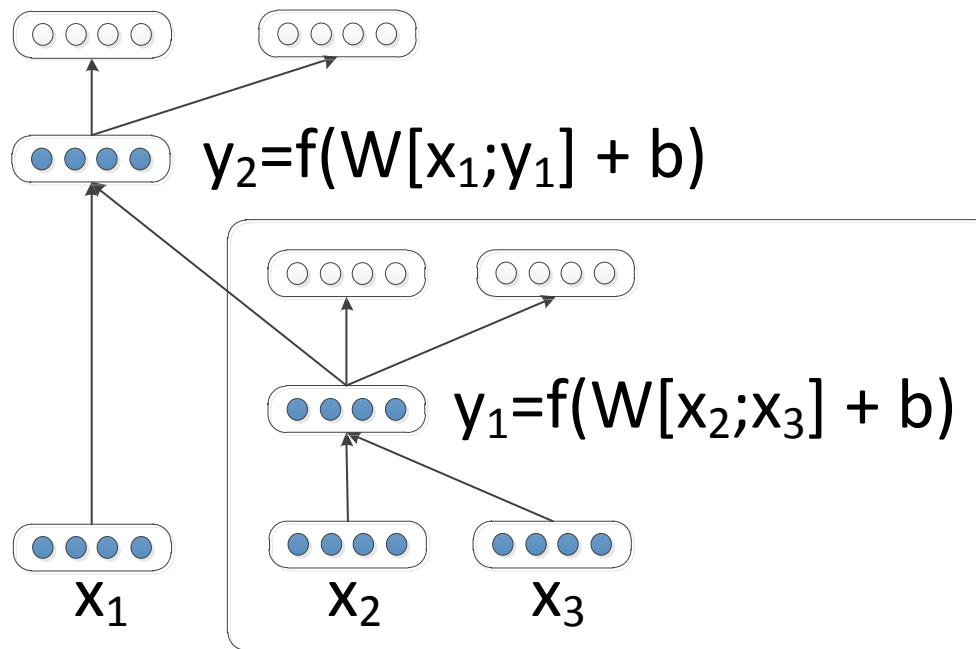 y₂=f(W[x₁;y₁] + b)
y₁=f(W[x₂;x₃] + b)
x₁ x₂ x₃